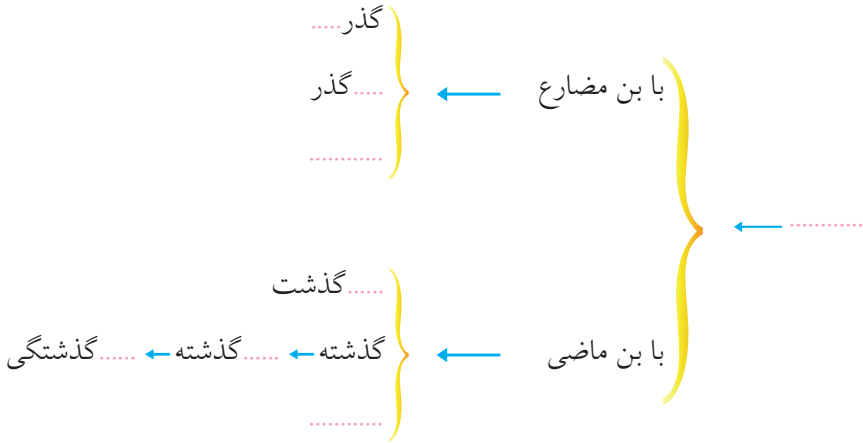 گذر.....
با بن مضارع
.....گذر
.............
.............
......گذشت
با بن ماضی
گذشته
......گذشته
......گذشتگی
.............